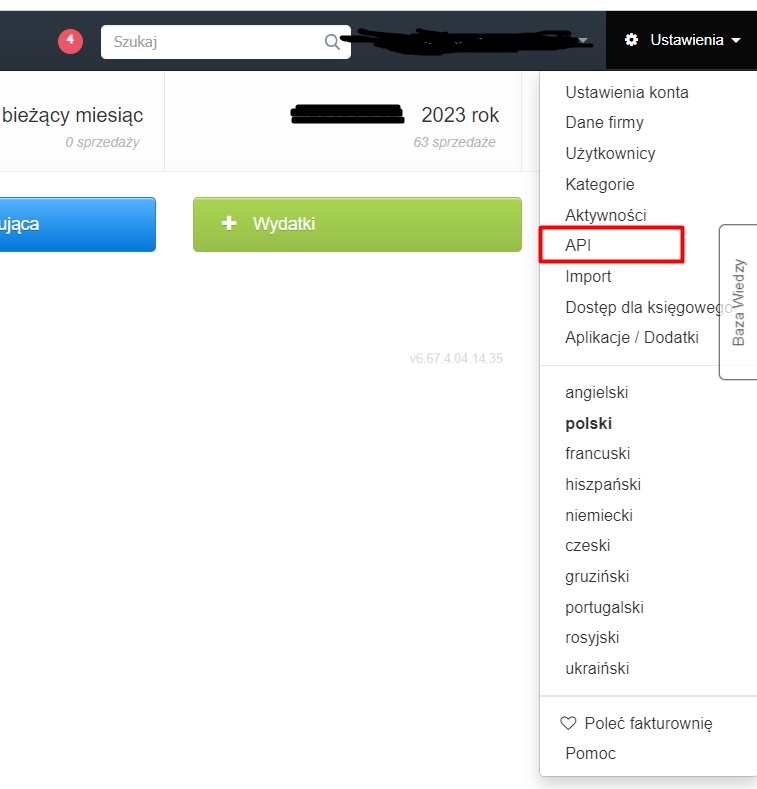 4
Szukaj
Ustawienia
bieżący miesiąc
0 sprzedaży
2023 rok
63 sprzedaże
ująca
Wydatki
v6.67.4.04.14.35
Ustawienia konta
Dane firmy
Użytkownicy
Kategorie
Aktywności
API
Import
Dostęp dla księgowego
Aplikacje / Dodatki
Baza Wiedzy
angielski
polski
francuski
hiszpański
niemiecki
czeski
gruziński
portugalski
rosyjski
ukraiński
Poleć fakturownię
Pomoc